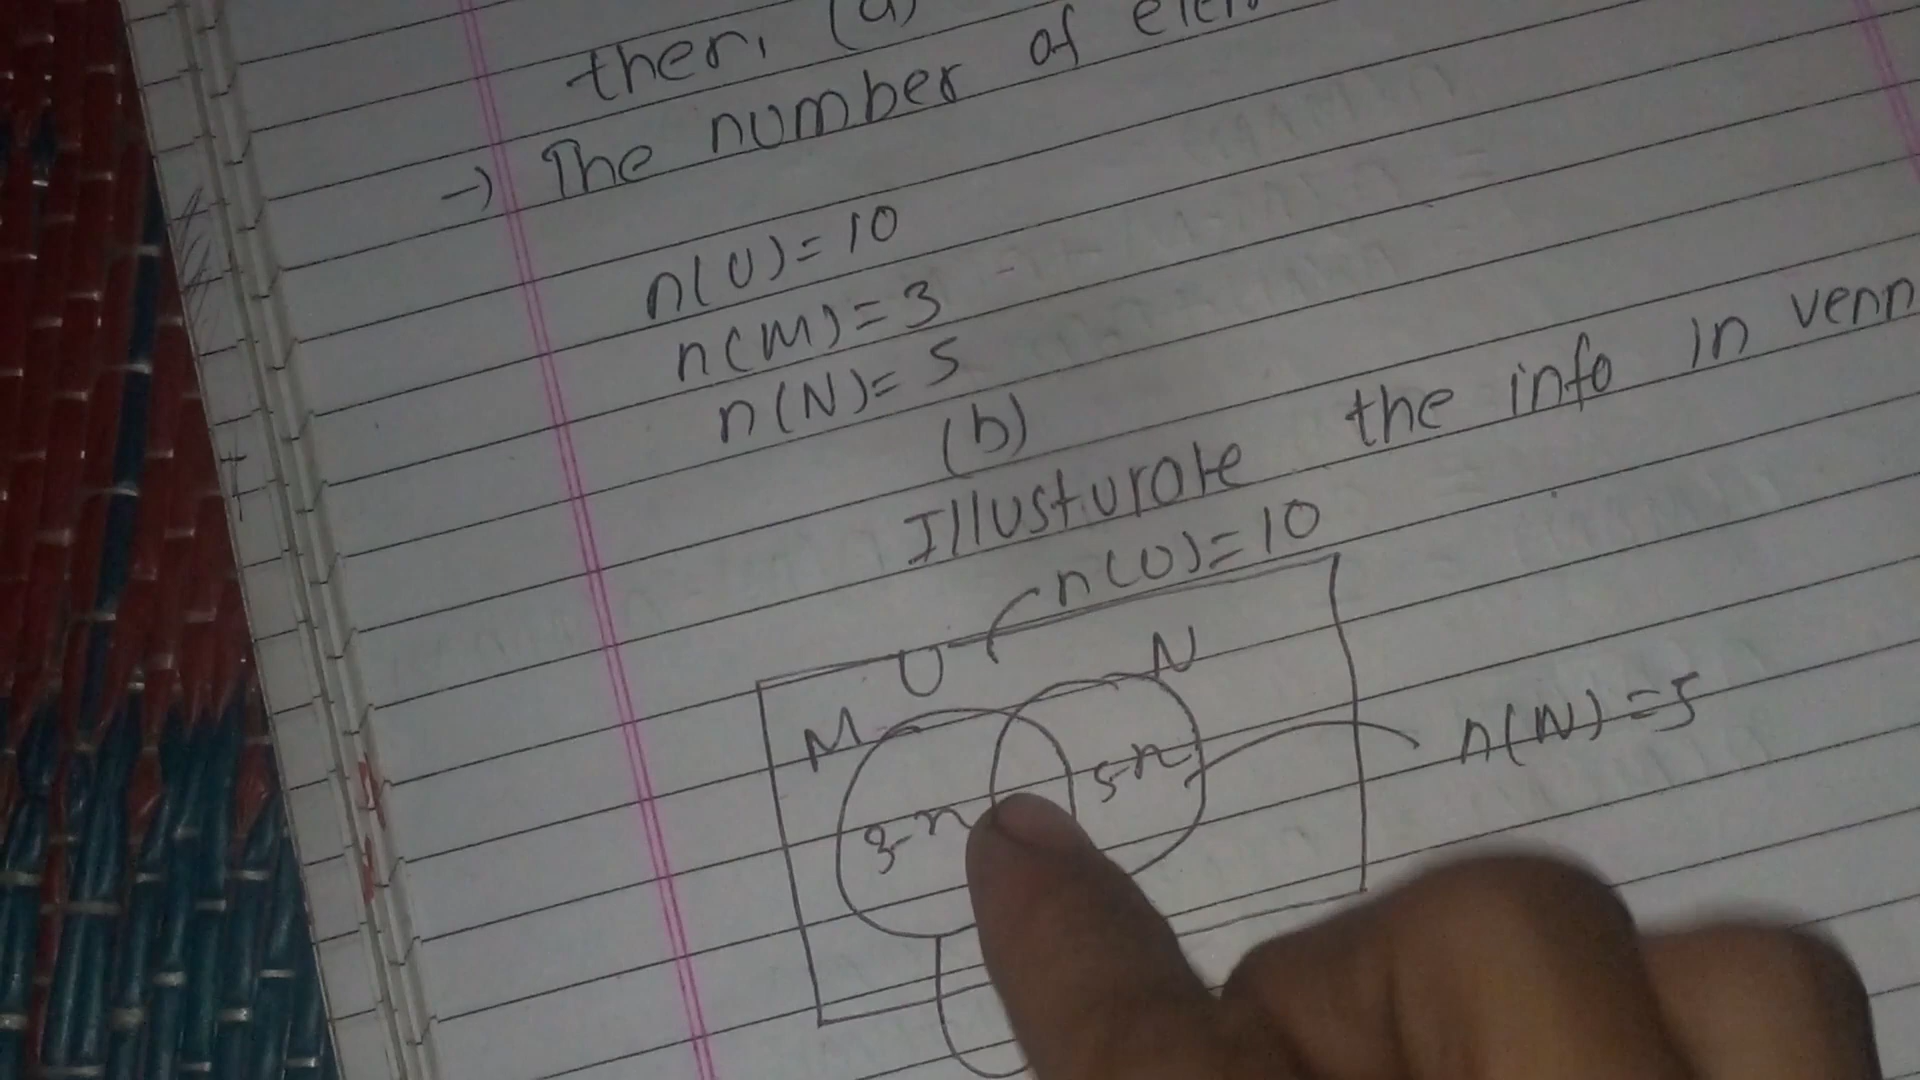 then, (a)
→ The number of
n(U)= 10
n(M)= 3
n(N)= 5
(b)
Illusturate the info in venn
n(U)=10
U
M N
3-n 5-n n(N)=5